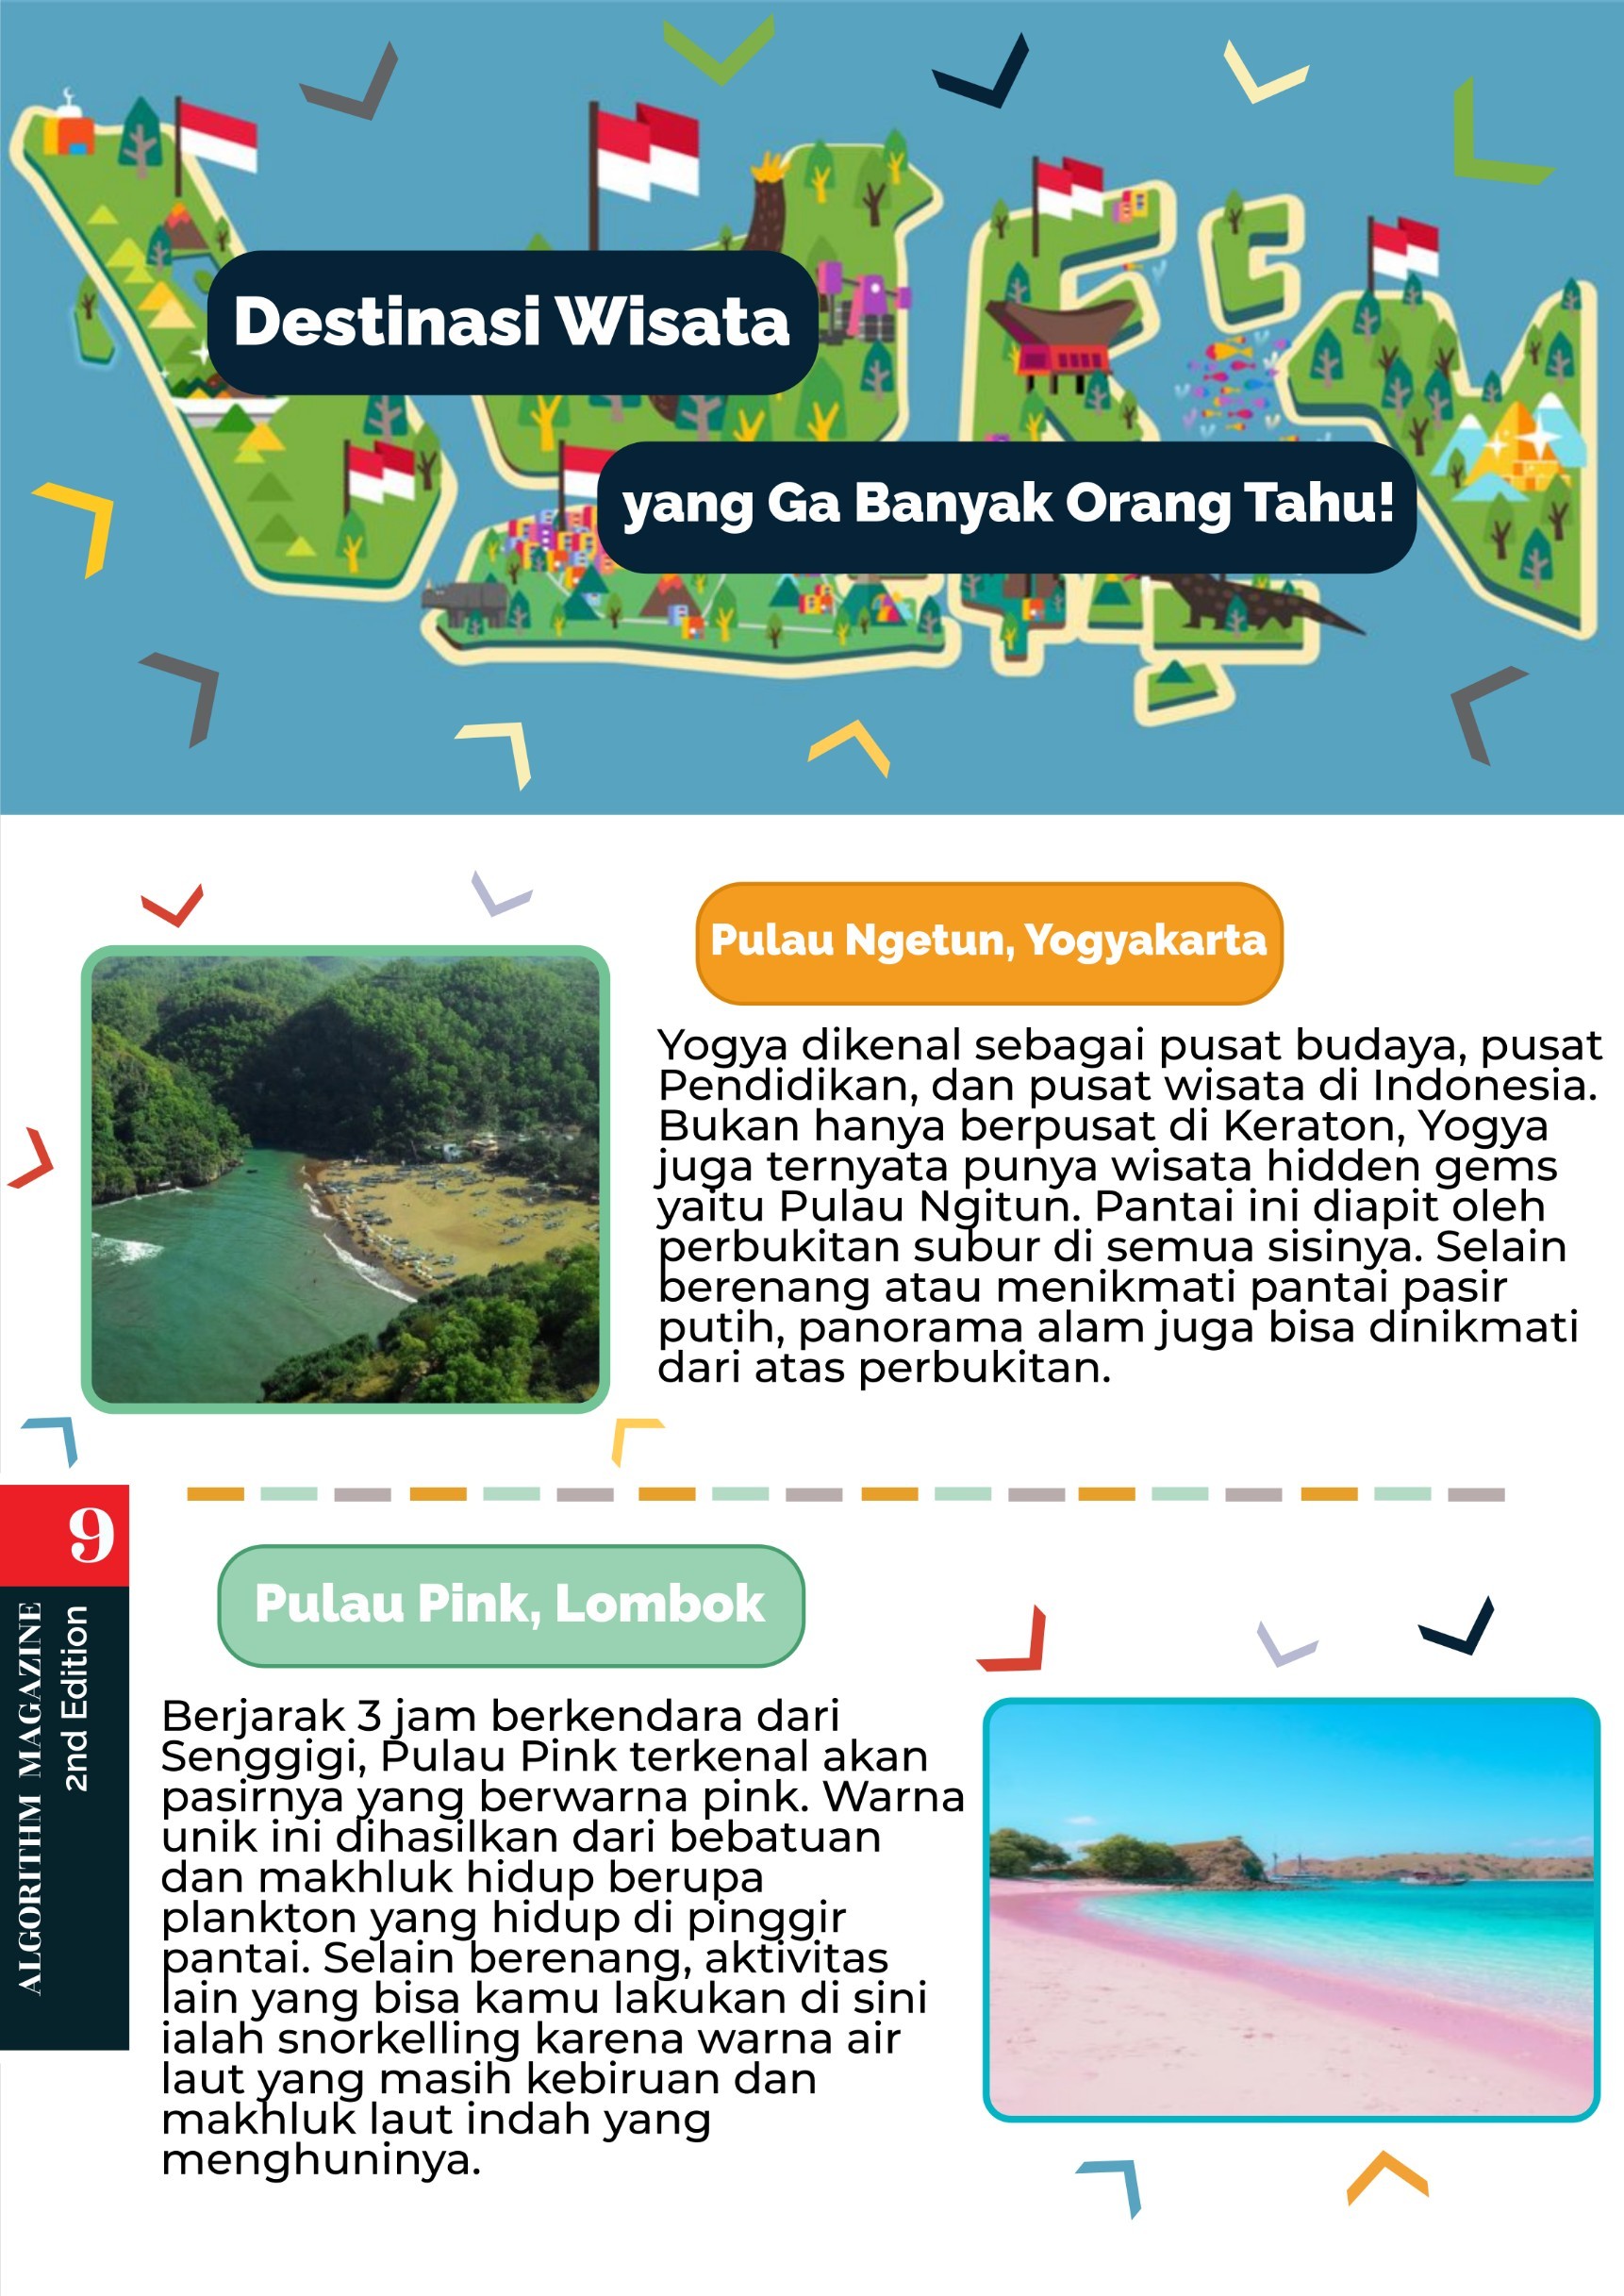 Destinasi Wisata
yang Ga Banyak Orang Tahu!
Pulau Ngetun, Yogyakarta
Yogya dikenal sebagai pusat budaya, pusat
Pendidikan, dan pusat wisata di Indonesia.
Bukan hanya berpusat di Keraton, Yogya
juga ternyata punya wisata hidden gems
yaitu Pulau Ngitun. Pantai ini diapit oleh
perbukitan subur di semua sisinya. Selain
berenang atau menikmati pantai pasir
putih, panorama alam juga bisa dinikmati
dari atas perbukitan.
9
ALGORITHM MAGAZINE
2nd Edition
Pulau Pink, Lombok
Berjarak 3 jam berkendara dari
Senggigi, Pulau Pink terkenal akan
pasirnya yang berwarna pink. Warna
unik ini dihasilkan dari bebatuan
dan makhluk hidup berupa
plankton yang hidup di pinggir
pantai. Selain berenang, aktivitas
lain yang bisa kamu lakukan di sini
ialah snorkelling karena warna air
laut yang masih kebiruan dan
makhluk laut indah yang
menghuninya.